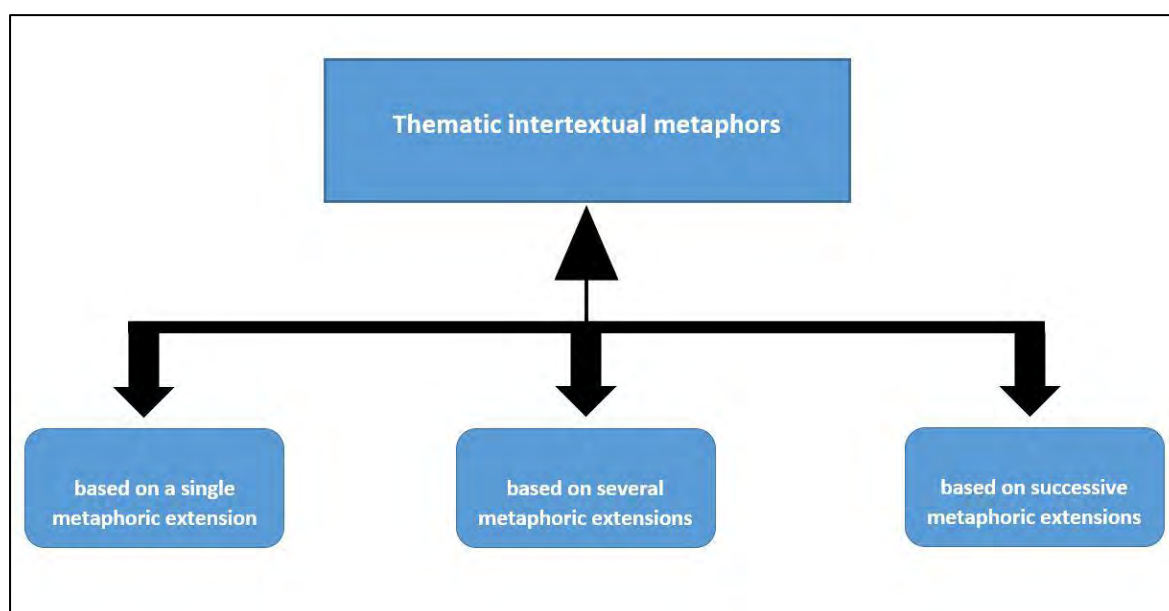 Thematic intertextual metaphors
based on a single
metaphoric extension
based on several
metaphoric extensions
based on successive
metaphoric extensions